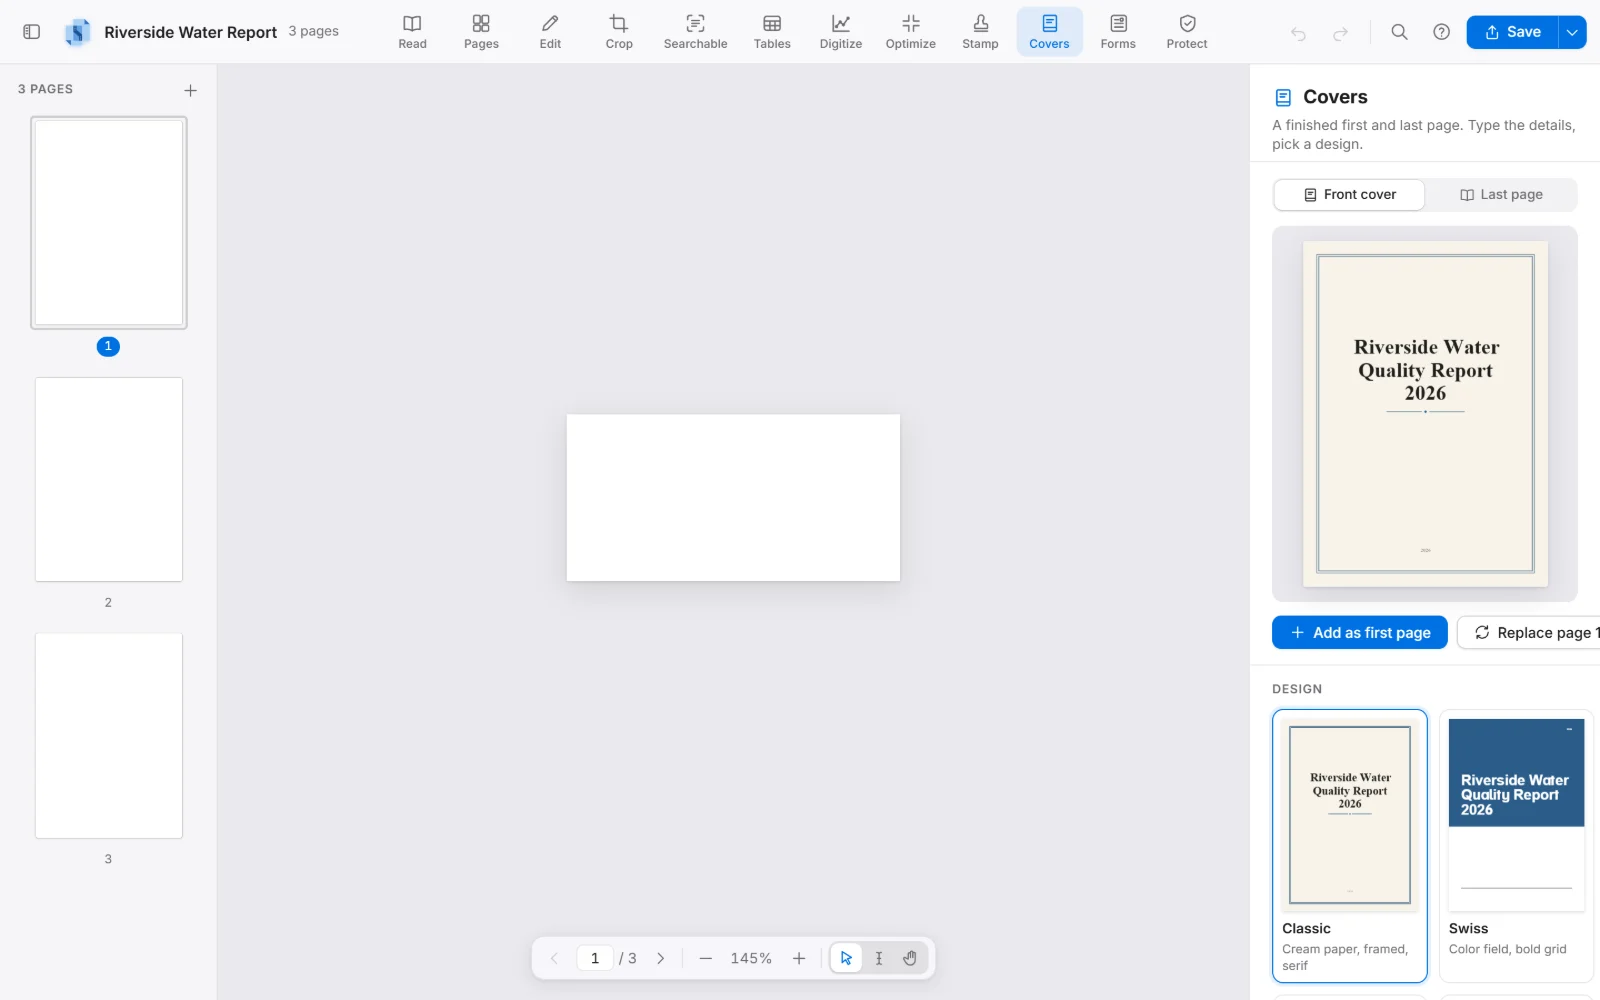 Riverside Water Report 3 pages
Read
Pages
Edit
Crop
Searchable
Tables
Digitize
Optimize
Stamp
Covers
Forms
Protect
Save
3 PAGES
1
2
3
1 / 3
145%
Covers
A finished first and last page. Type the details,
pick a design.
Front cover
Last page
Riverside Water
Quality Report
2026
Add as first page
Replace page 1
DESIGN
Riverside Water
Quality Report
2026
Classic
Cream paper, framed,
serif
Riverside Water
Quality Report
2026
Swiss
Color field, bold grid